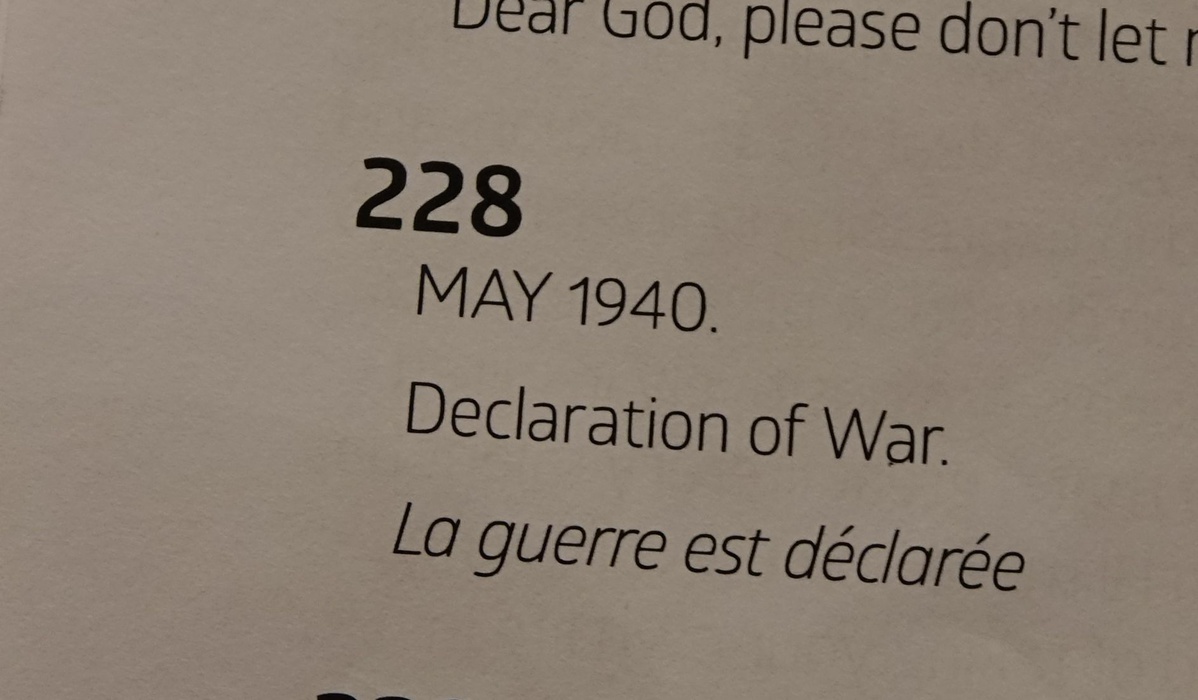 Dear God, please don't let
228
MAY 1940.
Declaration of War.
La guerre est déclarée